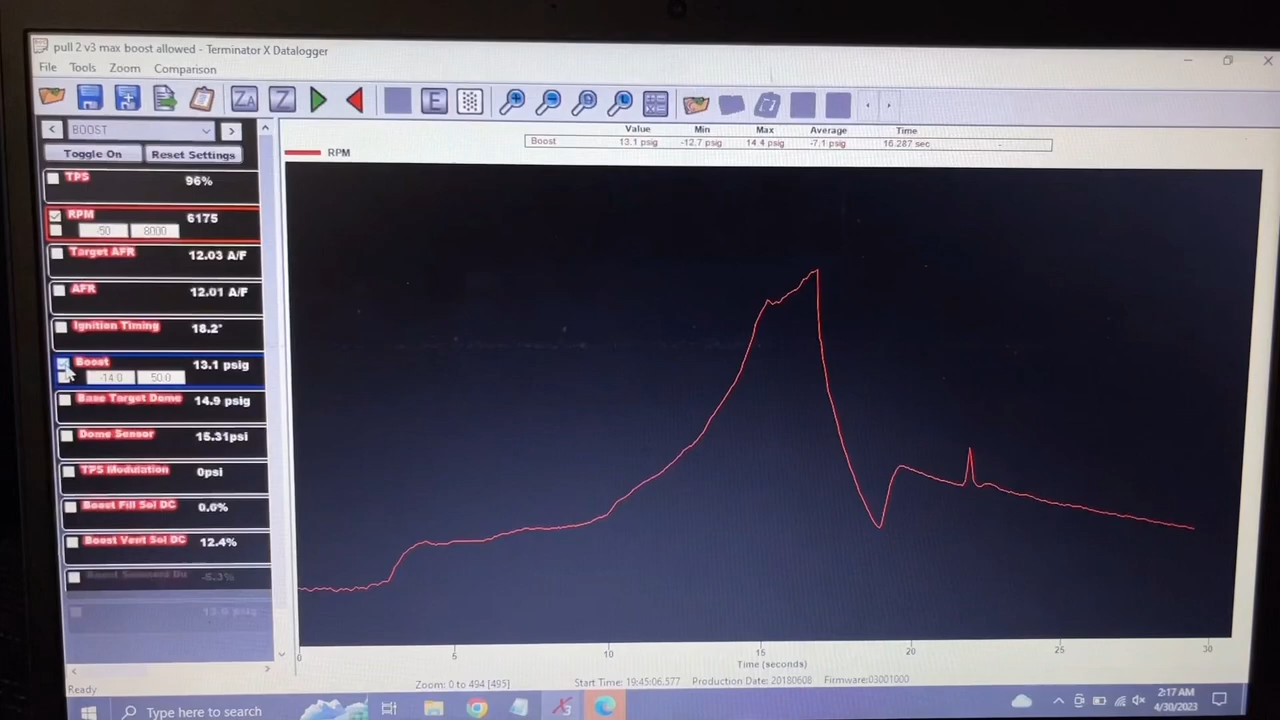 pull 2 v3 max boost allowed - Terminator X Datalogger
File Tools Zoom Comparison
ZA Z E
< BOOST >
Toggle On Reset Settings
TPS 96%
RPM 6175
-50 8000
Target AFR 12.03 A/F
AFR 12.01 A/F
Ignition Timing 18.2°
Boost 13.1 psig
-14.0 50.0
Base Target Dome 14.9 psig
Dome Sensor 15.31psi
TPS Modulation 0psi
Boost Fill Sol DC 0.0%
Boost Vent Sol DC 12.4%
-5.3%
Value Min Max Average Time
Boost 13.1 psig -12.7 psig 14.4 psig -7.1 psig 16.287 sec -
RPM
0 5 10 15 20 25 30
Time (seconds)
Ready
Zoom: 0 to 494 [495] Start Time: 19:45:06.577 Production Date: 20180608 Firmware:03001000
Type here to search
2:17 AM
4/30/2023